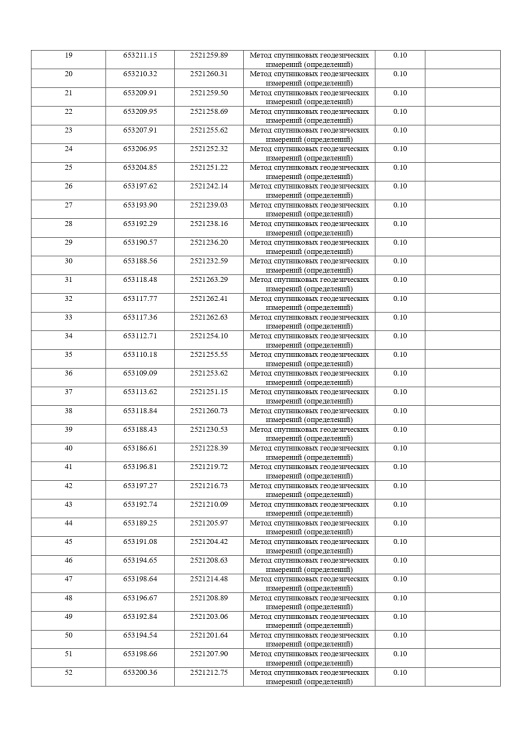 19 653211.15 2521259.89 Метод спутниковых геодезических 0.10
измерений (определений)
20 653210.32 2521260.31 Метод спутниковых геодезических 0.10
измерений (определений)
21 653209.91 2521259.50 Метод спутниковых геодезических 0.10
измерений (определений)
22 653209.95 2521258.69 Метод спутниковых геодезических 0.10
измерений (определений)
23 653207.91 2521255.62 Метод спутниковых геодезических 0.10
измерений (определений)
24 653206.95 2521252.32 Метод спутниковых геодезических 0.10
измерений (определений)
25 653204.85 2521251.22 Метод спутниковых геодезических 0.10
измерений (определений)
26 653197.62 2521242.14 Метод спутниковых геодезических 0.10
измерений (определений)
27 653193.90 2521239.03 Метод спутниковых геодезических 0.10
измерений (определений)
28 653192.29 2521238.16 Метод спутниковых геодезических 0.10
измерений (определений)
29 653190.57 2521236.20 Метод спутниковых геодезических 0.10
измерений (определений)
30 653188.56 2521232.59 Метод спутниковых геодезических 0.10
измерений (определений)
31 653118.48 2521263.29 Метод спутниковых геодезических 0.10
измерений (определений)
32 653117.77 2521262.41 Метод спутниковых геодезических 0.10
измерений (определений)
33 653117.36 2521262.63 Метод спутниковых геодезических 0.10
измерений (определений)
34 653112.71 2521254.10 Метод спутниковых геодезических 0.10
измерений (определений)
35 653110.18 2521255.55 Метод спутниковых геодезических 0.10
измерений (определений)
36 653109.09 2521253.62 Метод спутниковых геодезических 0.10
измерений (определений)
37 653113.62 2521251.15 Метод спутниковых геодезических 0.10
измерений (определений)
38 653118.84 2521260.73 Метод спутниковых геодезических 0.10
измерений (определений)
39 653188.43 2521230.53 Метод спутниковых геодезических 0.10
измерений (определений)
40 653186.61 2521228.39 Метод спутниковых геодезических 0.10
измерений (определений)
41 653196.81 2521219.72 Метод спутниковых геодезических 0.10
измерений (определений)
42 653197.27 2521216.73 Метод спутниковых геодезических 0.10
измерений (определений)
43 653192.74 2521210.09 Метод спутниковых геодезических 0.10
измерений (определений)
44 653189.25 2521205.97 Метод спутниковых геодезических 0.10
измерений (определений)
45 653191.08 2521204.42 Метод спутниковых геодезических 0.10
измерений (определений)
46 653194.65 2521208.63 Метод спутниковых геодезических 0.10
измерений (определений)
47 653198.64 2521214.48 Метод спутниковых геодезических 0.10
измерений (определений)
48 653196.67 2521208.89 Метод спутниковых геодезических 0.10
измерений (определений)
49 653192.84 2521203.06 Метод спутниковых геодезических 0.10
измерений (определений)
50 653194.54 2521201.64 Метод спутниковых геодезических 0.10
измерений (определений)
51 653198.66 2521207.90 Метод спутниковых геодезических 0.10
измерений (определений)
52 653200.36 2521212.75 Метод спутниковых геодезических 0.10
измерений (определений)